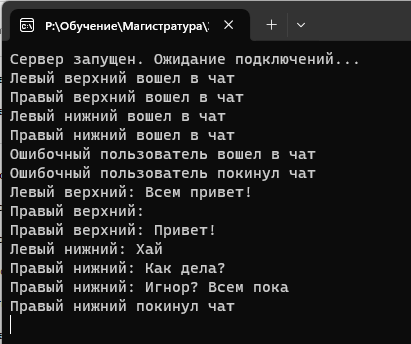 P:\Обучение\Магистратура\
Сервер запущен. Ожидание подключений...
Левый верхний вошел в чат
Правый верхний вошел в чат
Левый нижний вошел в чат
Правый нижний вошел в чат
Ошибочный пользователь вошел в чат
Ошибочный пользователь покинул чат
Левый верхний: Всем привет!
Правый верхний:
Правый верхний: Привет!
Левый нижний: Хай
Правый нижний: Как дела?
Правый нижний: Игнор? Всем пока
Правый нижний покинул чат